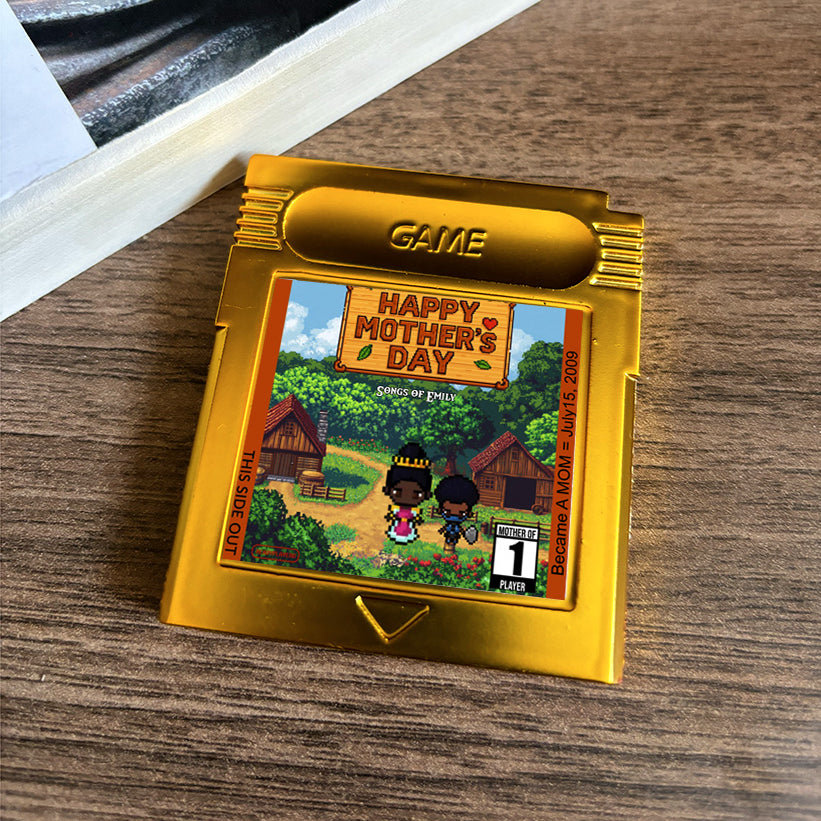 GAME
HAPPY
MOTHER'S
DAY
SONGS OF EMILY
THIS SIDE OUT
Became A MOM = July15, 2009
MOTHER OF
1
PLAYER